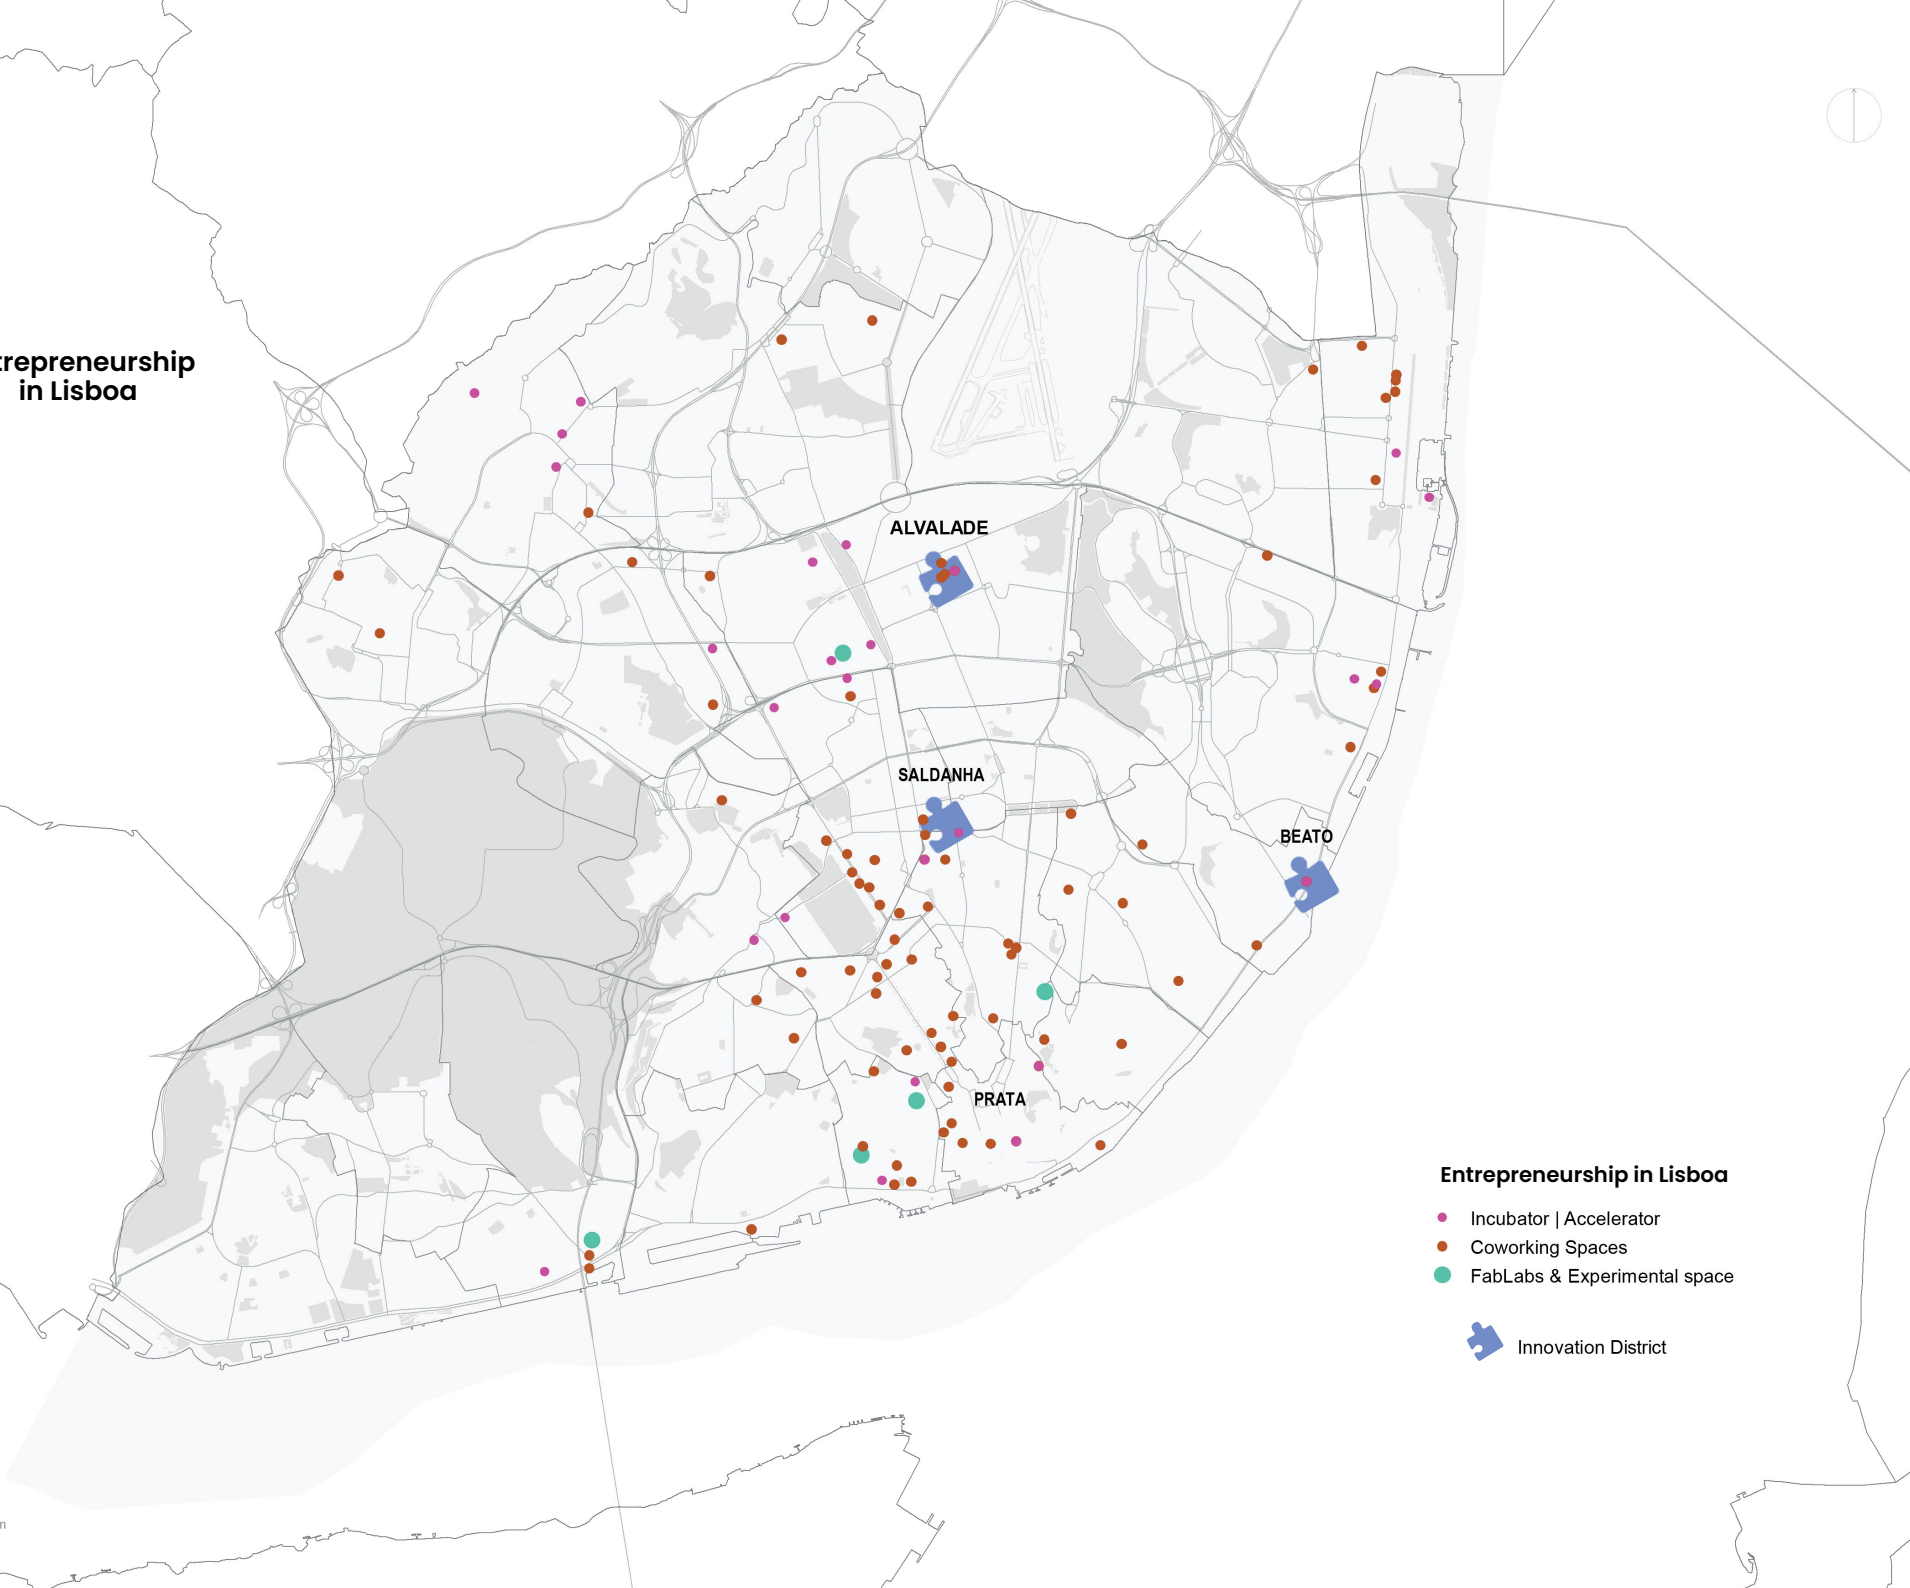 trepreneurship
in Lisboa
ALVALADE
SALDANHA
BEATO
PRATA
Entrepreneurship in Lisboa
Incubator | Accelerator
Coworking Spaces
FabLabs & Experimental space
Innovation District
m